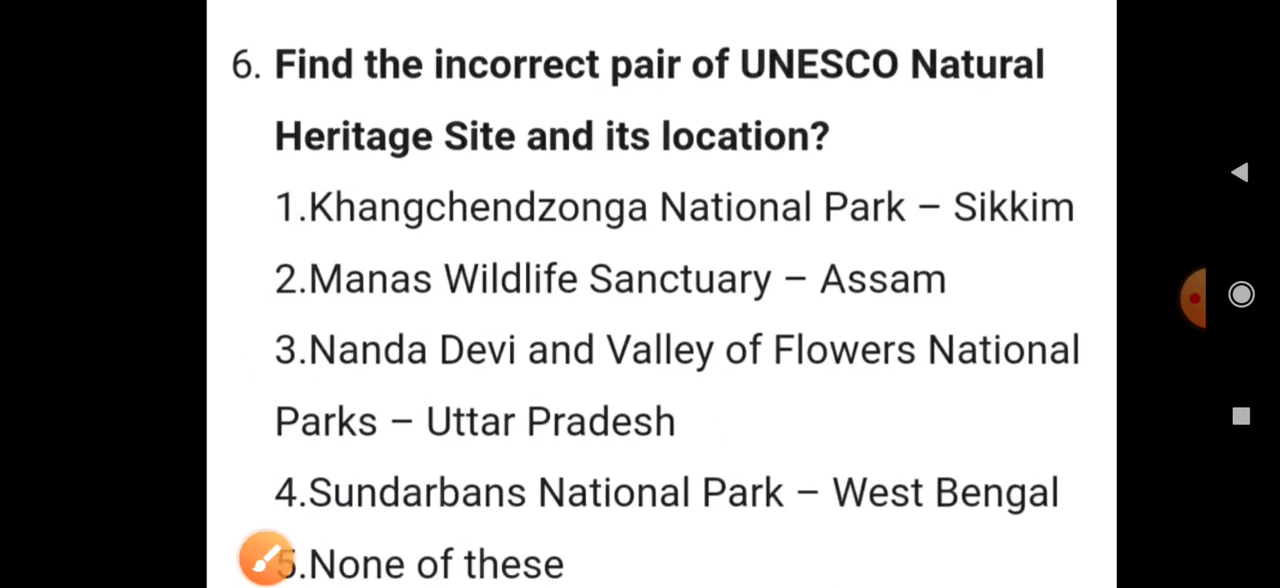 6. Find the incorrect pair of UNESCO Natural
Heritage Site and its location?
1.Khangchendzonga National Park – Sikkim
2.Manas Wildlife Sanctuary – Assam
3.Nanda Devi and Valley of Flowers National
Parks – Uttar Pradesh
4.Sundarbans National Park – West Bengal
5.None of these